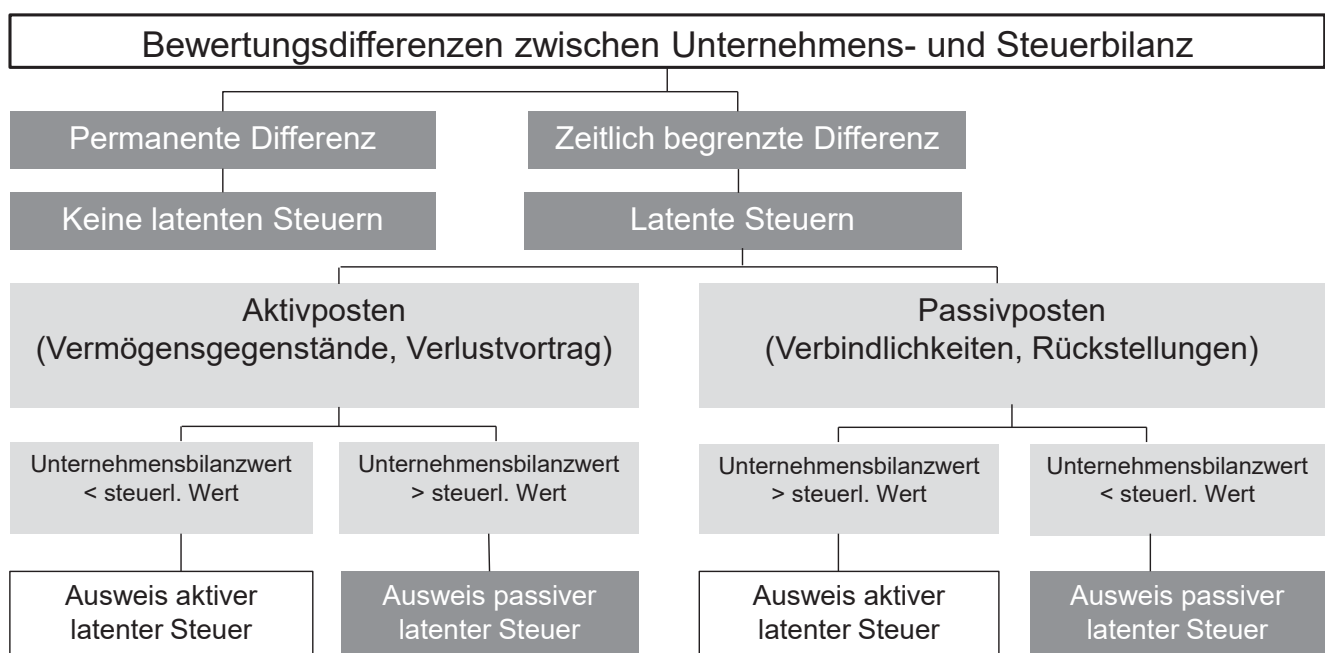 Bewertungsdifferenzen zwischen Unternehmens- und Steuerbilanz
Permanente Differenz
Zeitlich begrenzte Differenz
Keine latenten Steuern
Latente Steuern
Aktivposten
(Vermögensgegenstände, Verlustvortrag)
Passivposten
(Verbindlichkeiten, Rückstellungen)
Unternehmensbilanzwert
< steuerl. Wert
Unternehmensbilanzwert
> steuerl. Wert
Unternehmensbilanzwert
> steuerl. Wert
Unternehmensbilanzwert
< steuerl. Wert
Ausweis aktiver
latenter Steuer
Ausweis passiver
latenter Steuer
Ausweis aktiver
latenter Steuer
Ausweis passiver
latenter Steuer